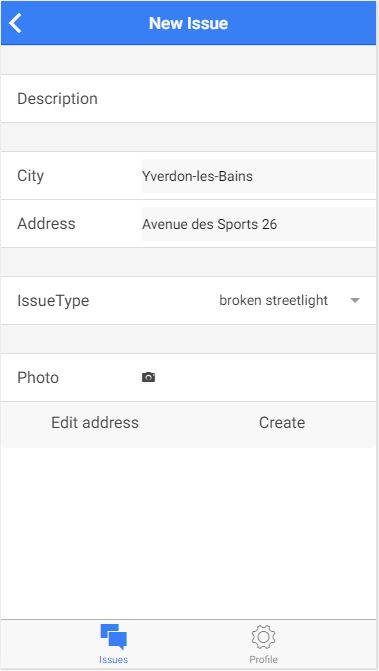 New Issue
Description
City Yverdon-les-Bains
Address Avenue des Sports 26
IssueType broken streetlight
Photo
Edit address Create
Issues Profile